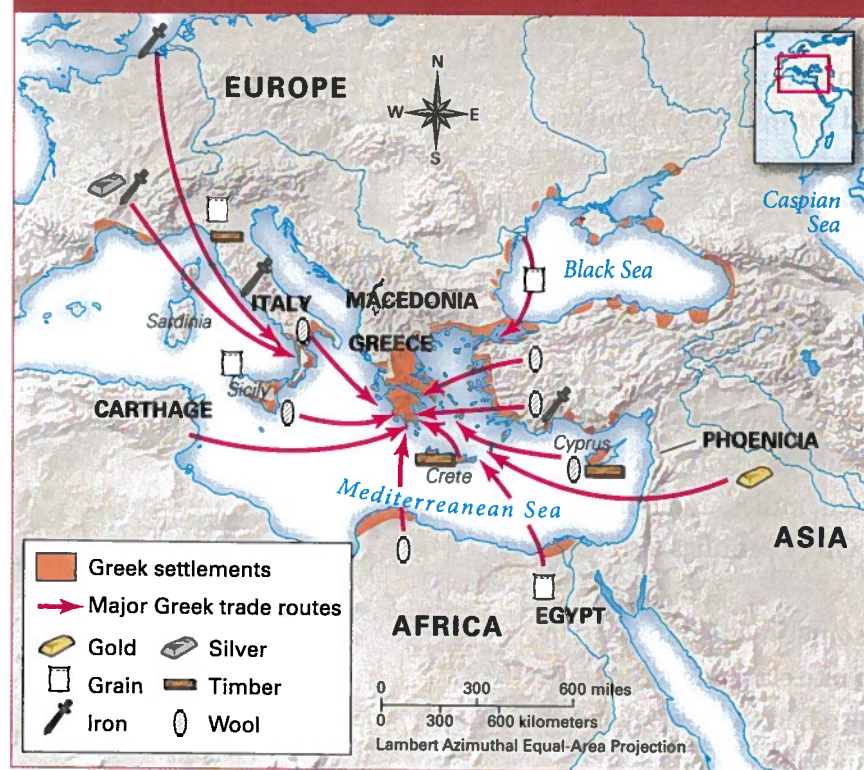 EUROPE
N
W
E
S
Caspian
Sea
Black Sea
ITALY
MACEDONIA
Sardinia
GREECE
Sicily
CARTHAGE
Cyprus
PHOENICIA
Crete
Mediterranean Sea
ASIA
AFRICA
EGYPT
Greek settlements
Major Greek trade routes
Gold
Silver
Grain
Timber
Iron
Wool
0 300 600 miles
0 300 600 kilometers
Lambert Azimuthal Equal-Area Projection